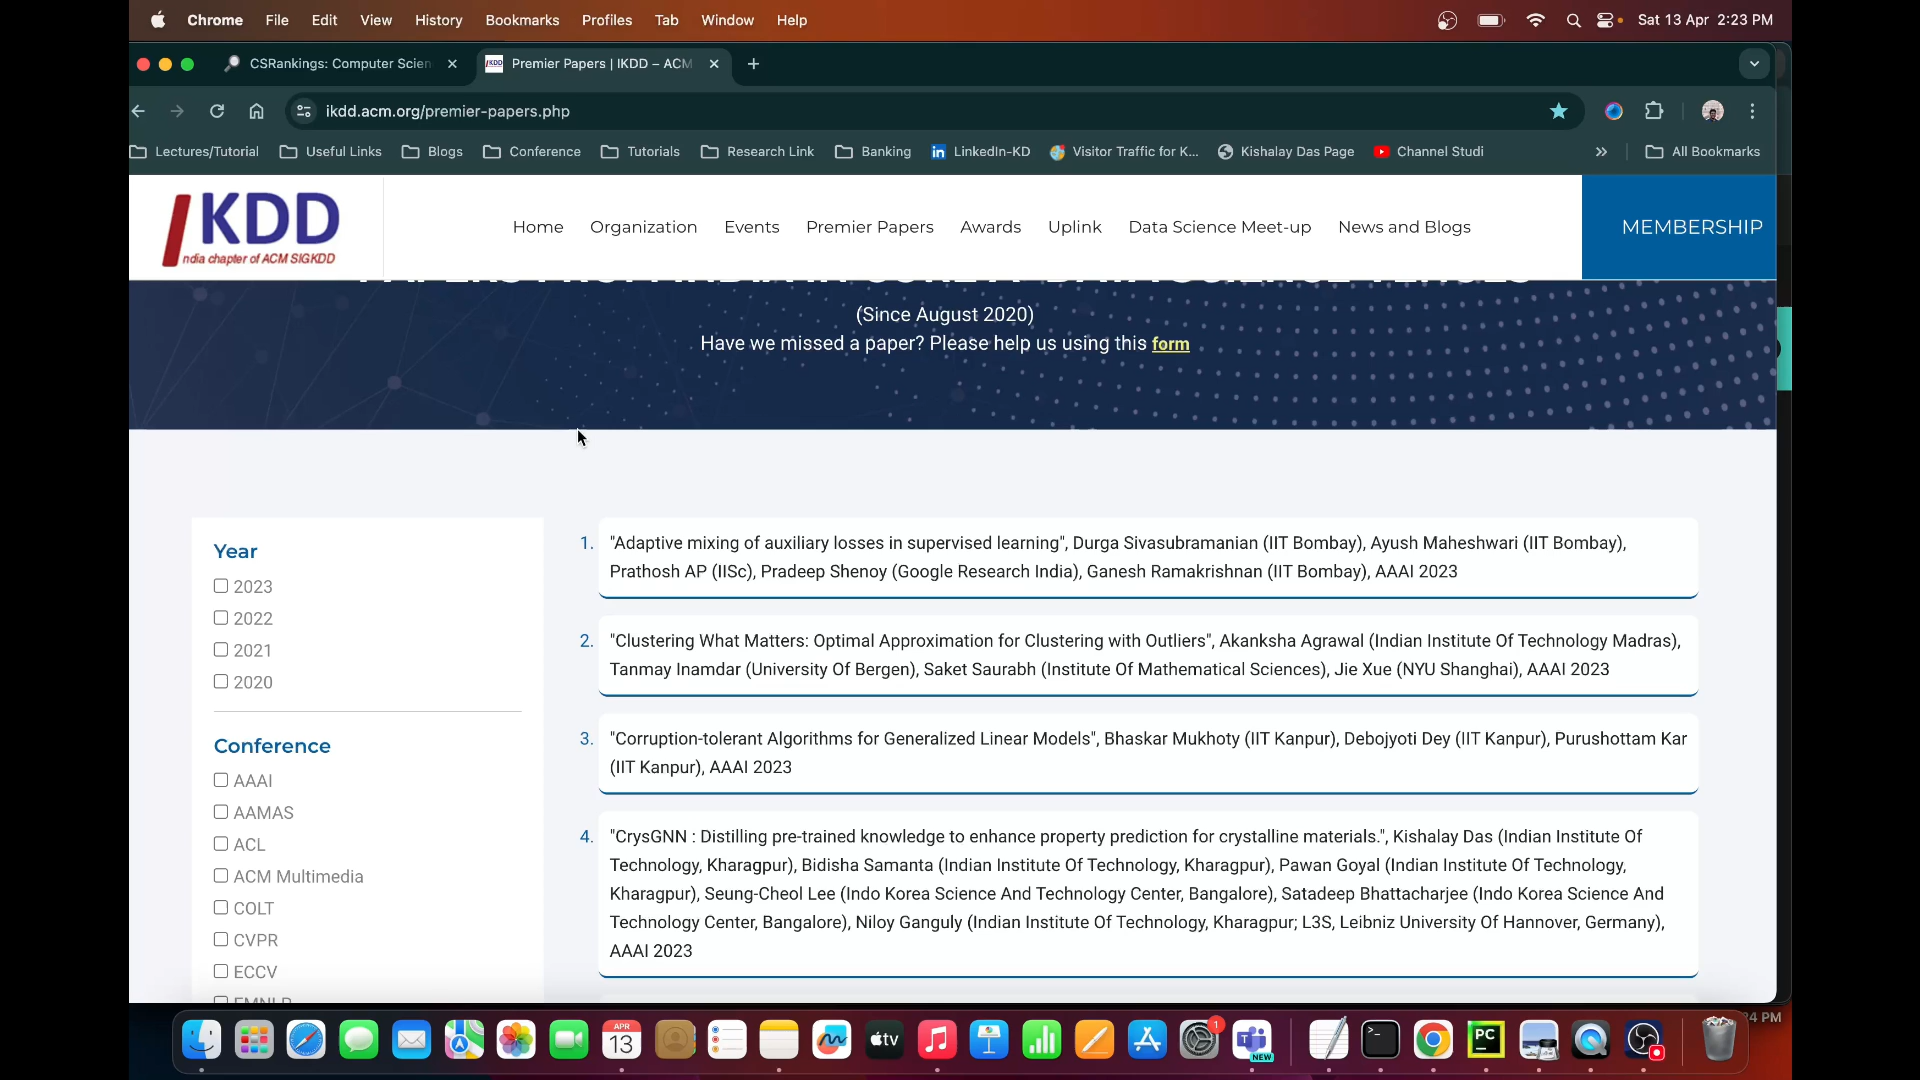 Chrome File Edit View History Bookmarks Profiles Tab Window Help Sat 13 Apr 2:23 PM
CSRankings: Computer Scien Premier Papers | IKDD – ACM
ikdd.acm.org/premier-papers.php
Lectures/Tutorial Useful Links Blogs Conference Tutorials Research Link Banking LinkedIn-KD Visitor Traffic for K... Kishalay Das Page Channel Studi All Bookmarks
IKDD
India chapter of ACM SIGKDD
Home Organization Events Premier Papers Awards Uplink Data Science Meet-up News and Blogs MEMBERSHIP
(Since August 2020)
Have we missed a paper? Please help us using this form
Year
2023
2022
2021
2020
Conference
AAAI
AAMAS
ACL
ACM Multimedia
COLT
CVPR
ECCV
EMNLP
1. "Adaptive mixing of auxiliary losses in supervised learning", Durga Sivasubramanian (IIT Bombay), Ayush Maheshwari (IIT Bombay),
Prathosh AP (IISc), Pradeep Shenoy (Google Research India), Ganesh Ramakrishnan (IIT Bombay), AAAI 2023
2. "Clustering What Matters: Optimal Approximation for Clustering with Outliers", Akanksha Agrawal (Indian Institute Of Technology Madras),
Tanmay Inamdar (University Of Bergen), Saket Saurabh (Institute Of Mathematical Sciences), Jie Xue (NYU Shanghai), AAAI 2023
3. "Corruption-tolerant Algorithms for Generalized Linear Models", Bhaskar Mukhoty (IIT Kanpur), Debojyoti Dey (IIT Kanpur), Purushottam Kar
(IIT Kanpur), AAAI 2023
4. "CrysGNN : Distilling pre-trained knowledge to enhance property prediction for crystalline materials.", Kishalay Das (Indian Institute Of
Technology, Kharagpur), Bidisha Samanta (Indian Institute Of Technology, Kharagpur), Pawan Goyal (Indian Institute Of Technology,
Kharagpur), Seung-Cheol Lee (Indo Korea Science And Technology Center, Bangalore), Satadeep Bhattacharjee (Indo Korea Science And
Technology Center, Bangalore), Niloy Ganguly (Indian Institute Of Technology, Kharagpur; L3S, Leibniz University Of Hannover, Germany),
AAAI 2023
APR
13
tv
1
NEW
PC
4 PM